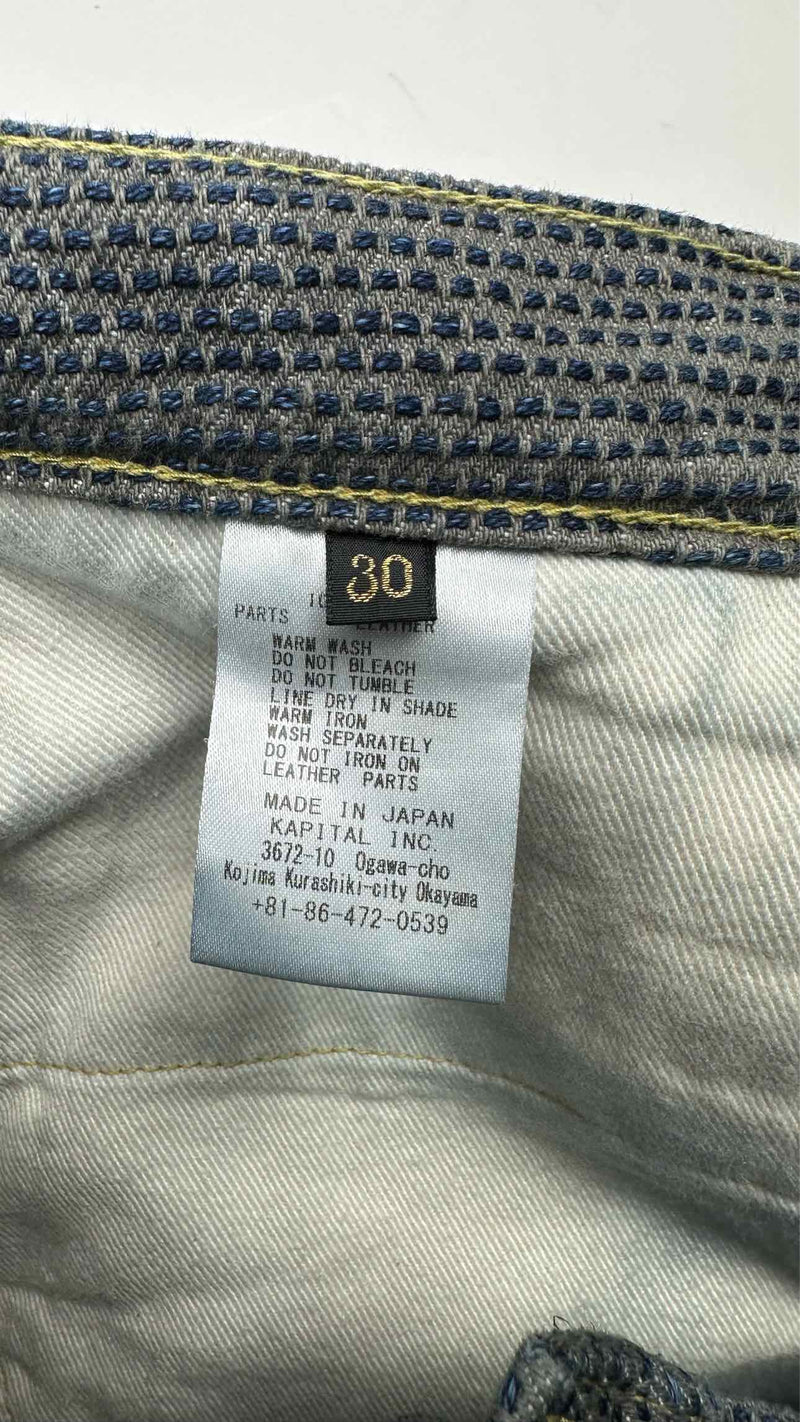 30
PARTS LEATHER
WARM WASH
DO NOT BLEACH
DO NOT TUMBLE
LINE DRY IN SHADE
WARM IRON
WASH SEPARATELY
DO NOT IRON ON
LEATHER PARTS
MADE IN JAPAN
KAPITAL INC.
3672-10 Ogawa-cho
Kojima Kurashiki-city Okayama
+81-86-472-0539